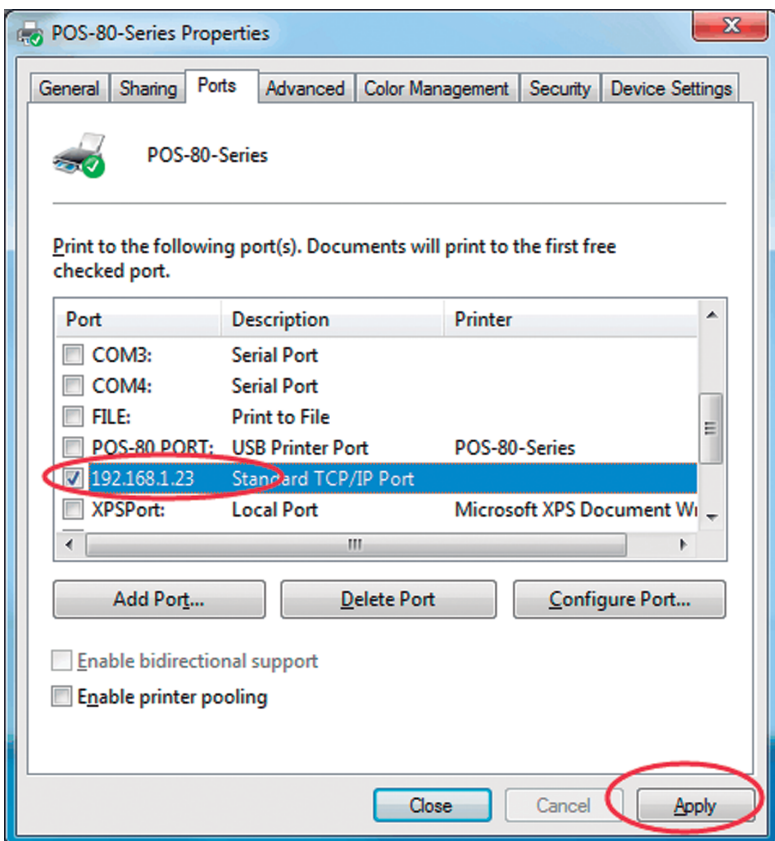 POS-80-Series Properties
General Sharing Ports Advanced Color Management Security Device Settings
POS-80-Series
Print to the following port(s). Documents will print to the first free
checked port.
Port Description Printer
COM3: Serial Port
COM4: Serial Port
FILE: Print to File
POS-80 PORT: USB Printer Port POS-80-Series
192.168.1.23 Standard TCP/IP Port
XPSPort: Local Port Microsoft XPS Document
Add Port... Delete Port Configure Port...
Enable bidirectional support
Enable printer pooling
Close Cancel Apply